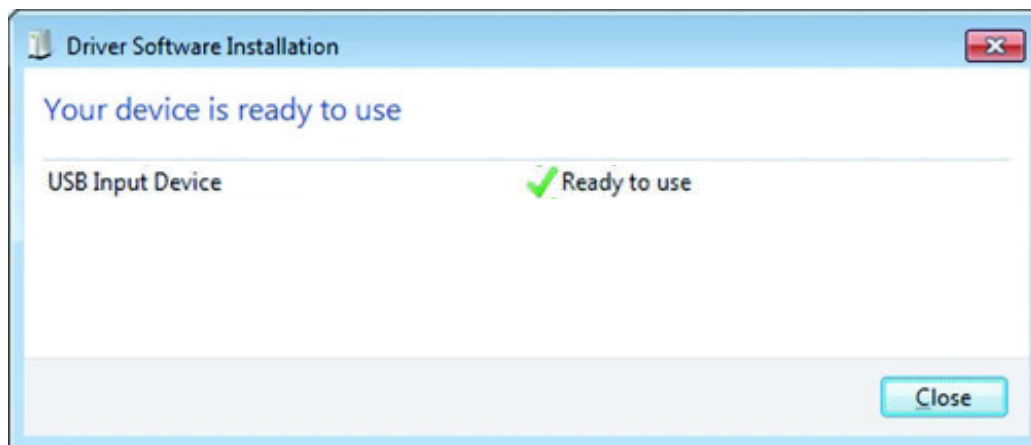 Driver Software Installation
Your device is ready to use
USB Input Device Ready to use
Close